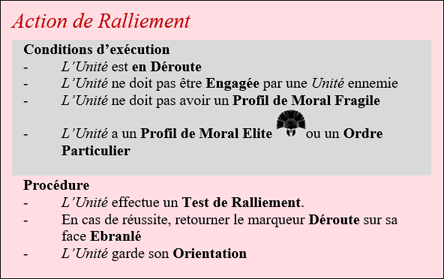 Action de Ralliement
Conditions d'exécution
- L'Unité est en Déroute
- L'Unité ne doit pas être Engagée par une Unité ennemie
- L'Unité ne doit pas avoir un Profil de Moral Fragile
- L'Unité a un Profil de Moral Elite ou un Ordre
Particulier
Procédure
- L'Unité effectue un Test de Ralliement.
- En cas de réussite, retourner le marqueur Déroute sur sa
face Ebranlé
- L'Unité garde son Orientation